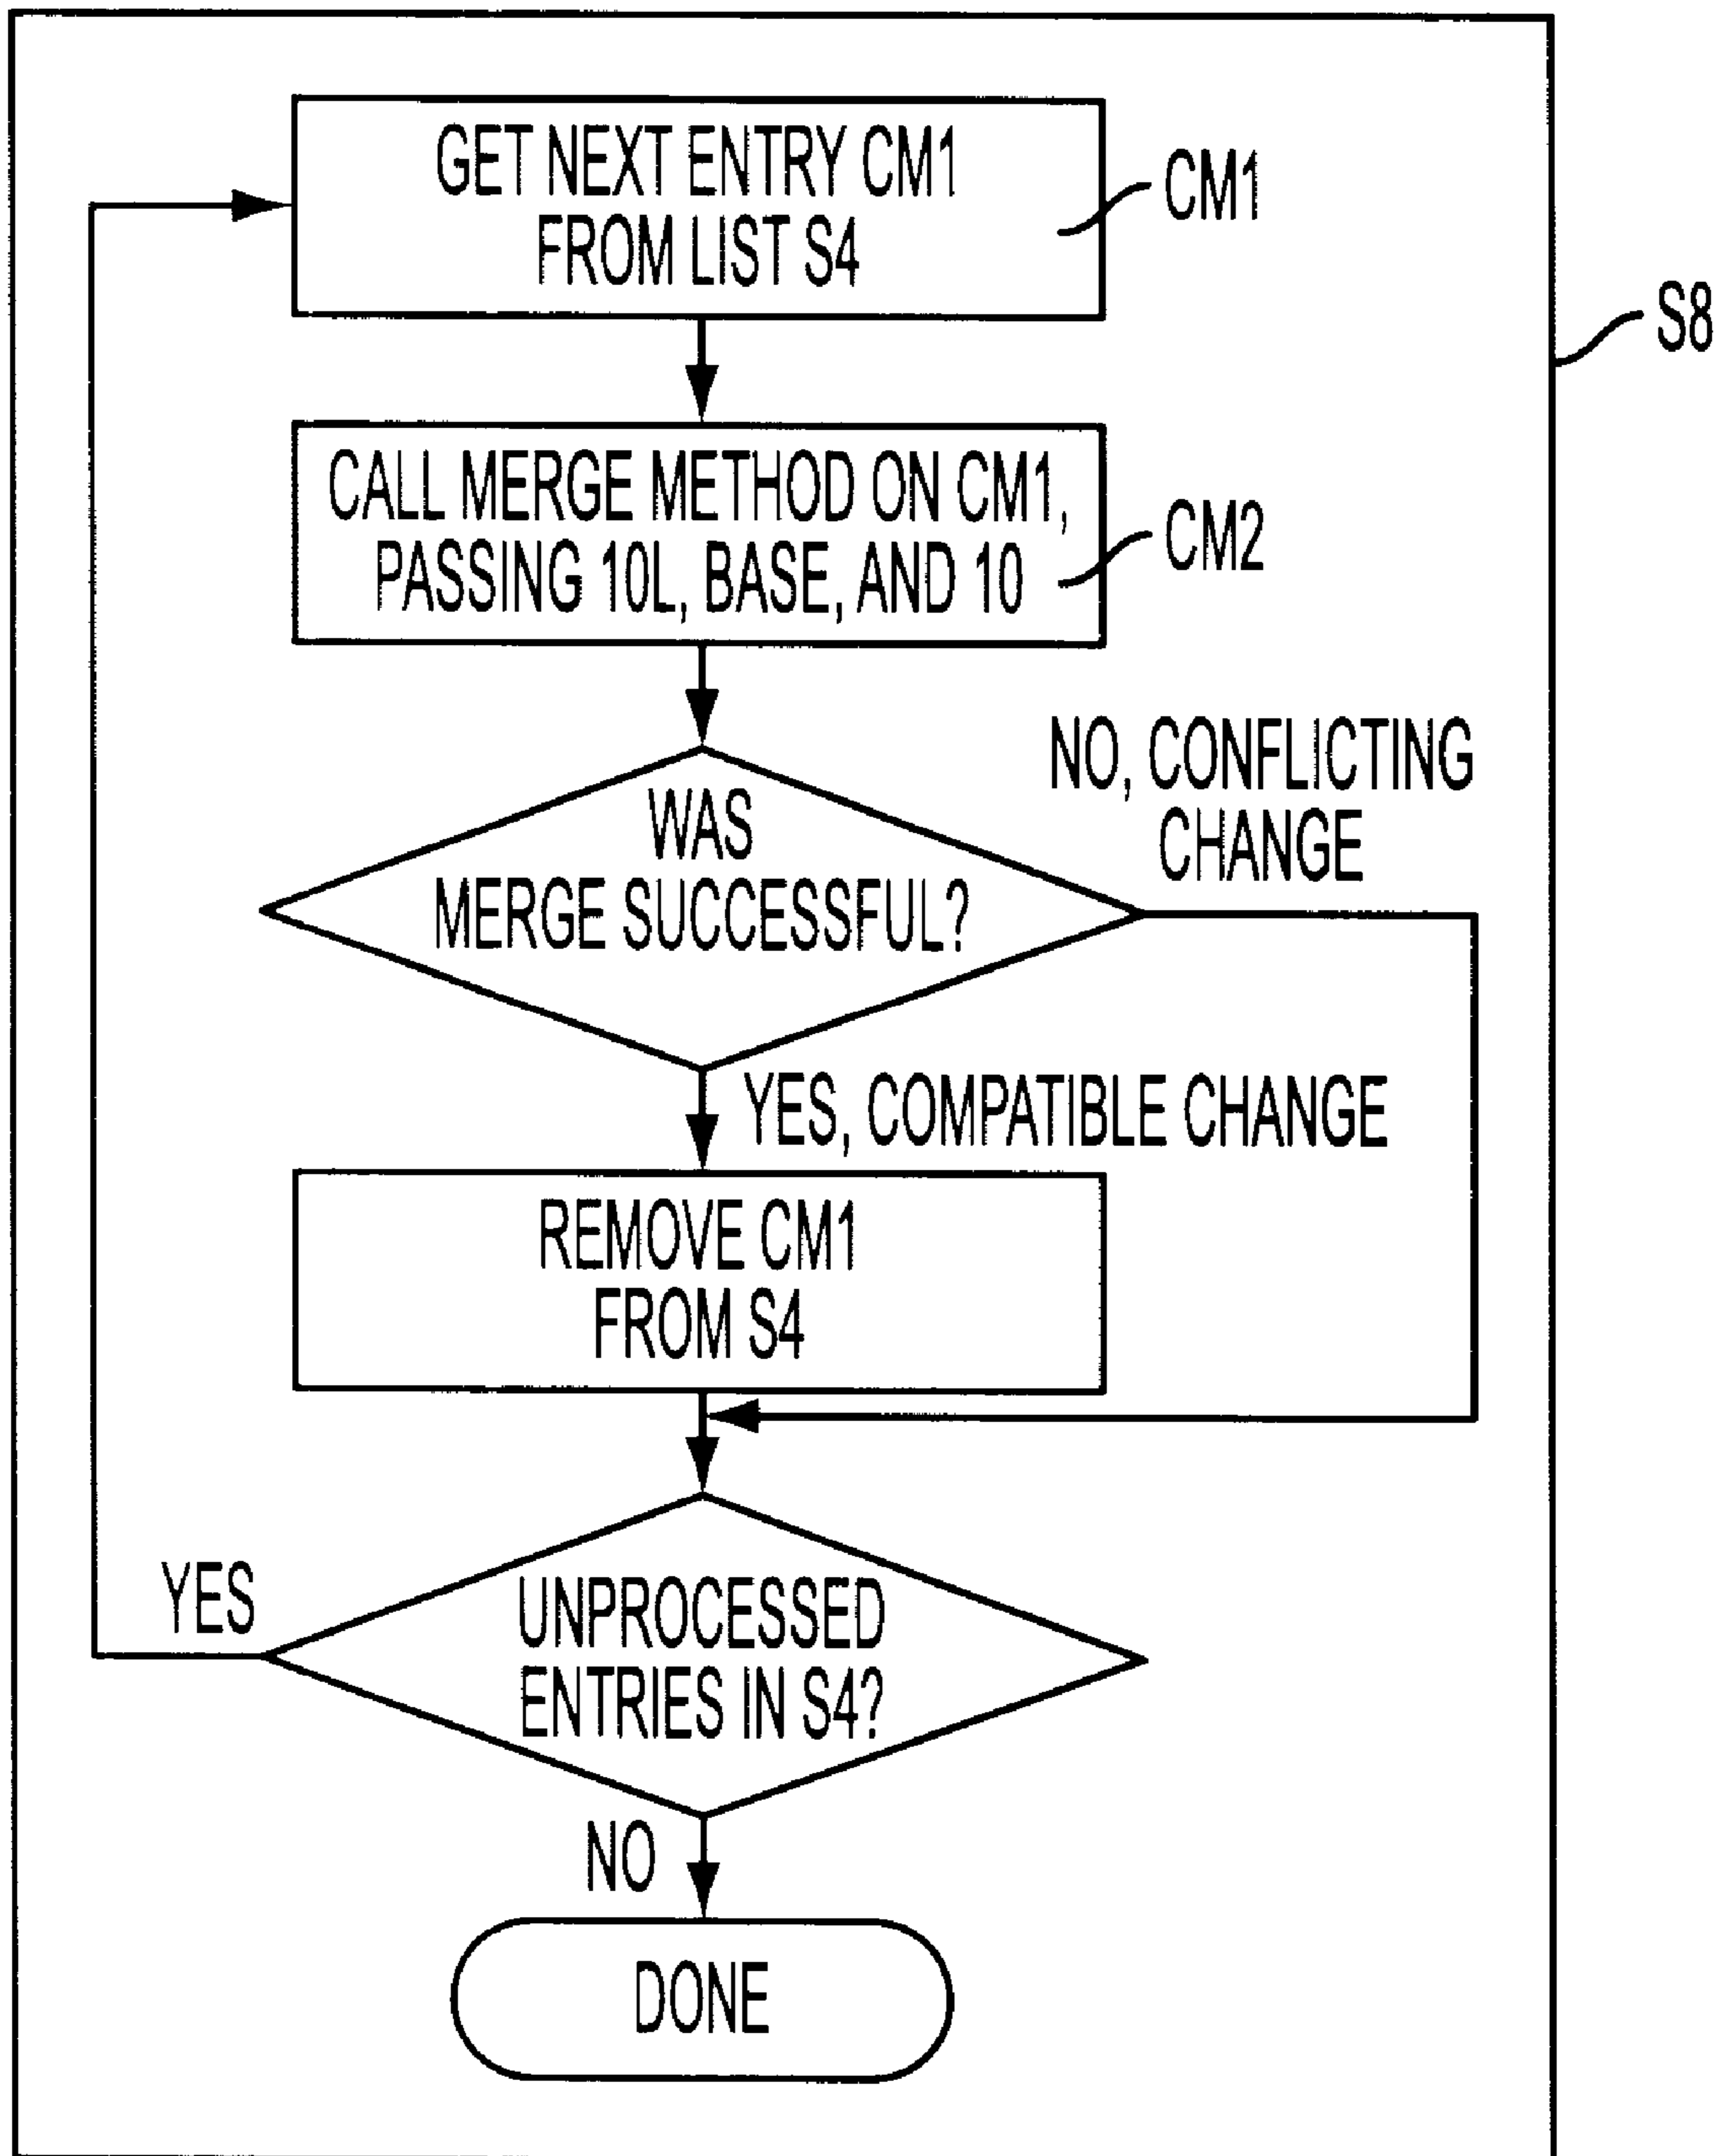 GET NEXT ENTRY CM1
FROM LIST S4
CM1
S8
CALL MERGE METHOD ON CM1,
PASSING 10L, BASE, AND 10
CM2
NO, CONFLICTING
CHANGE
WAS
MERGE SUCCESSFUL?
YES, COMPATIBLE CHANGE
REMOVE CM1
FROM S4
YES
UNPROCESSED
ENTRIES IN S4?
NO
DONE